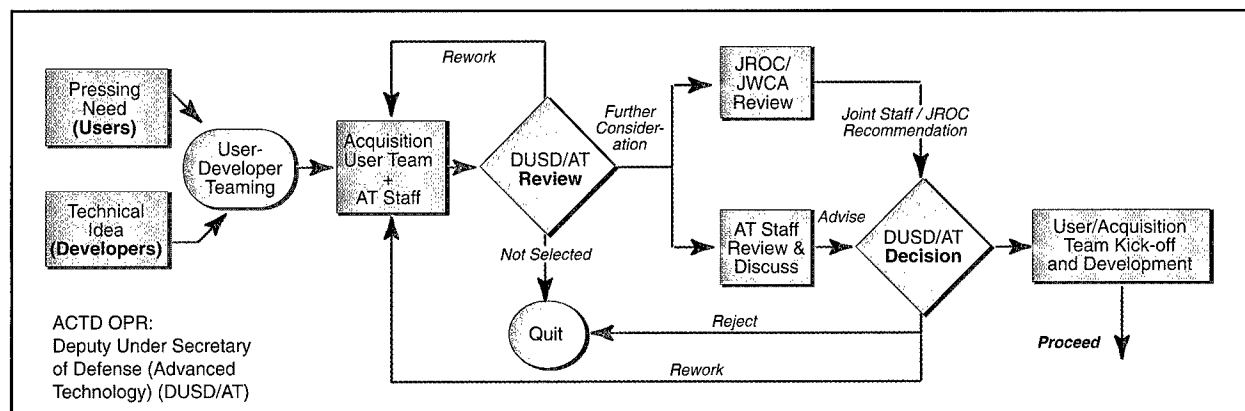 Pressing
Need
(Users)
Technical
Idea
(Developers)
User-
Developer
Teaming
Rework
Acquisition
User Team
+
AT Staff
DUSD/AT
Review
Further
Consider-
ation
Not Selected
Quit
JROC/
JWCA
Review
Joint Staff / JROC
Recommendation
AT Staff
Review &
Discuss
Advise
DUSD/AT
Decision
User/Acquisition
Team Kick-off
and Development
Proceed
Reject
Rework
ACTD OPR:
Deputy Under Secretary
of Defense (Advanced
Technology) (DUSD/AT)